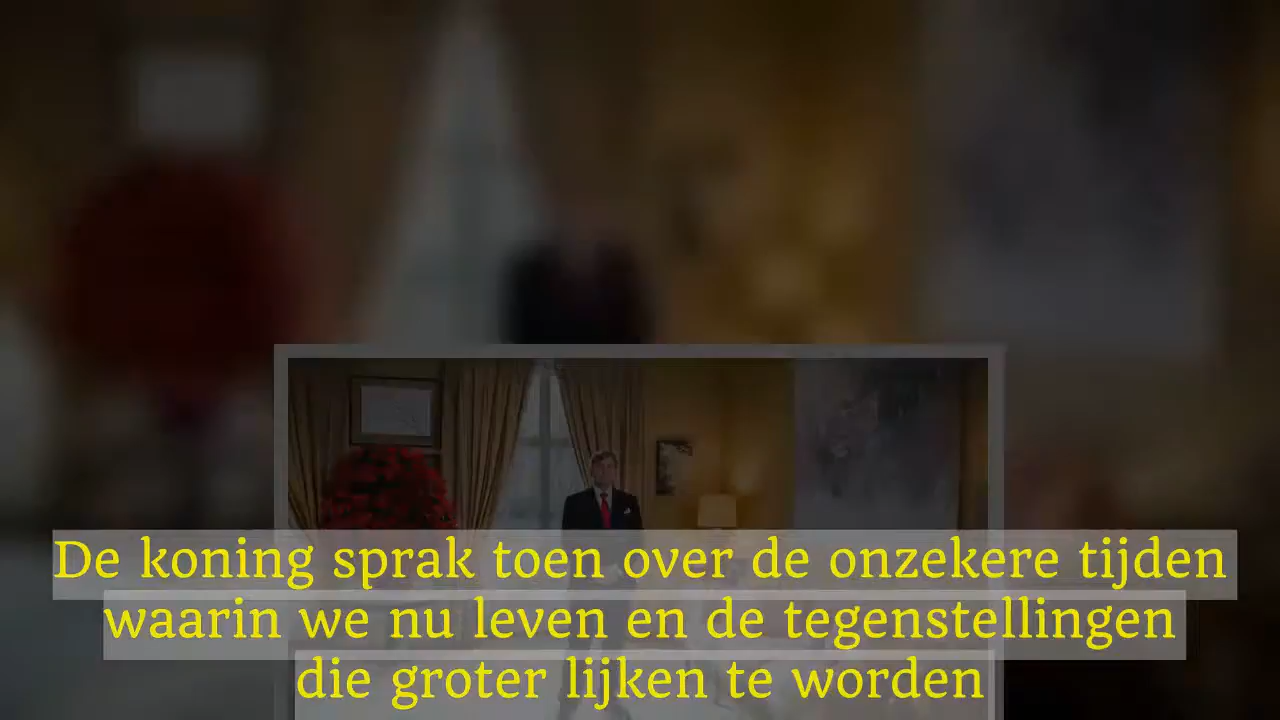 De koning sprak toen over de onzekere tijden
waarin we nu leven en de tegenstellingen
die groter lijken te worden